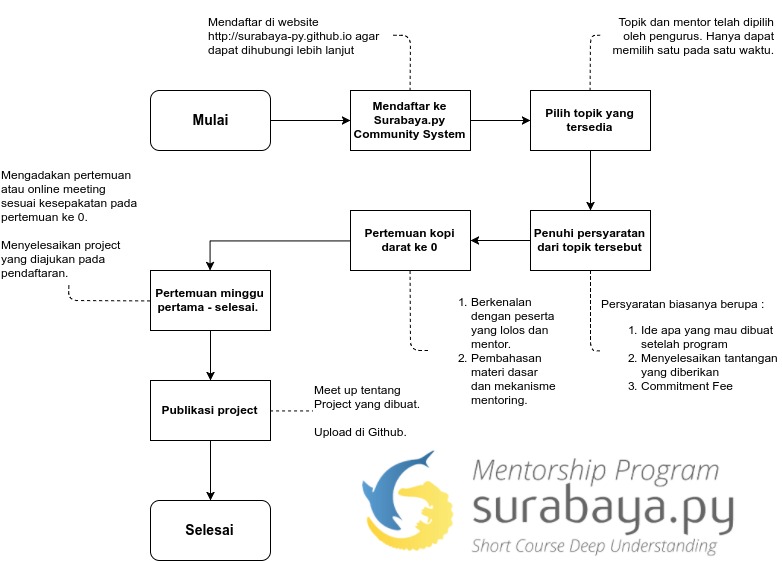 Mendaftar di website
http://surabaya-py.github.io agar
dapat dihubungi lebih lanjut
Topik dan mentor telah dipilih
oleh pengurus. Hanya dapat
memilih satu pada satu waktu.
Mulai
Mendaftar ke
Surabaya.py
Community System
Pilih topik yang
tersedia
Mengadakan pertemuan
atau online meeting
sesuai kesepakatan pada
pertemuan ke 0.
Menyelesaikan project
yang diajukan pada
pendaftaran.
Pertemuan kopi
darat ke 0
Penuhi persyaratan
dari topik tersebut
Pertemuan minggu
pertama - selesai.
1. Berkenalan
dengan peserta
yang lolos dan
mentor.
2. Pembahasan
materi dasar
dan mekanisme
mentoring.
Persyaratan biasanya berupa :
1. Ide apa yang mau dibuat
setelah program
2. Menyelesaikan tantangan
yang diberikan
3. Commitment Fee
Publikasi project
Meet up tentang
Project yang dibuat.
Upload di Github.
Selesai
Mentorship Program
surabaya.py
Short Course Deep Understanding